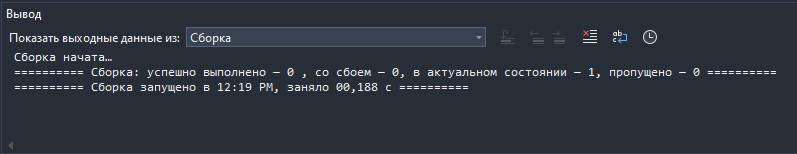 Вывод
Показать выходные данные из: Сборка
Сборка начата…
========== Сборка: успешно выполнено — 0 , со сбоем — 0, в актуальном состоянии — 1, пропущено — 0 ==========
========== Сборка запущено в 12:19 PM, заняло 00,188 с ==========